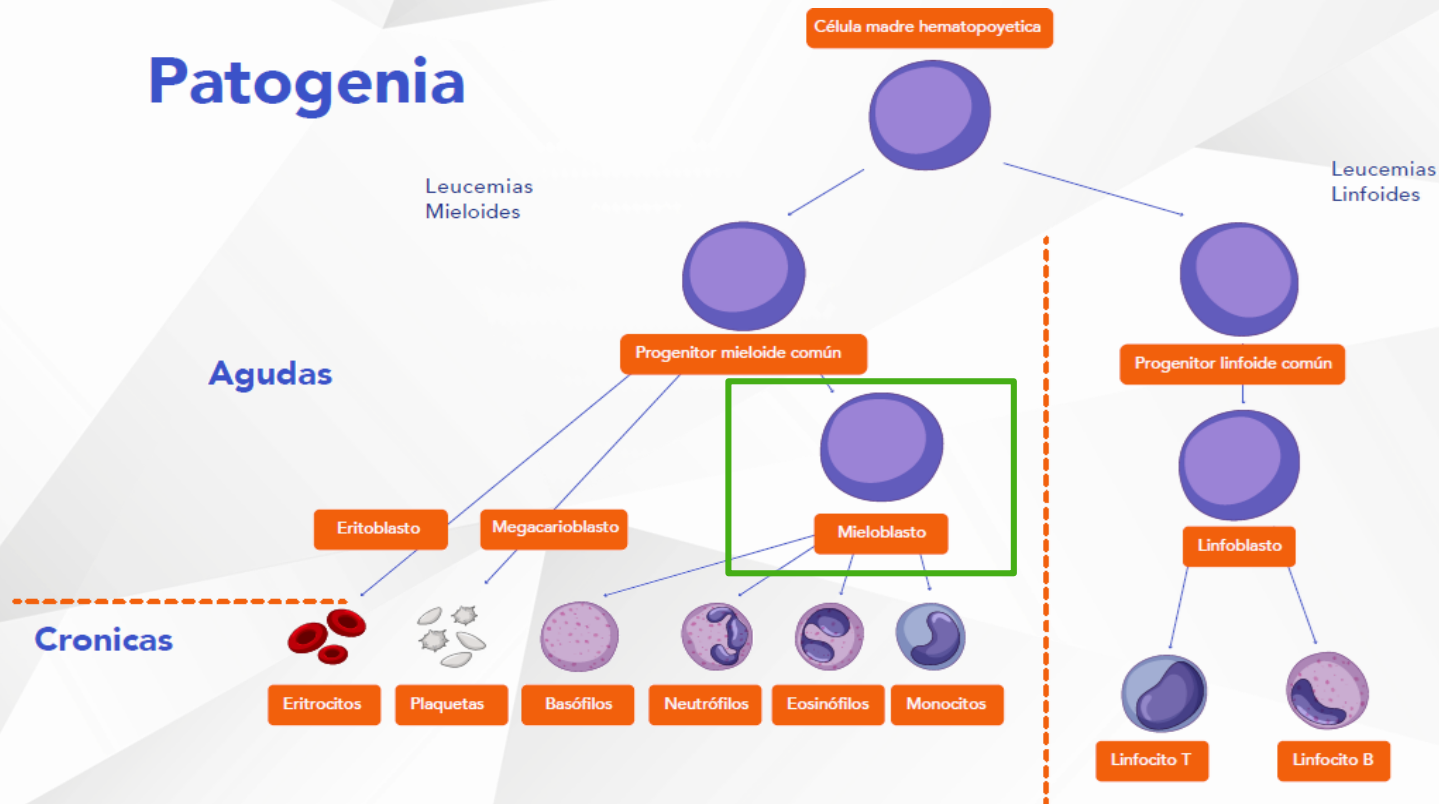 Célula madre hematopoyetica
Patogenia
Leucemias
Mieloides
Leucemias
Linfoides
Progenitor mieloide común
Progenitor linfoide común
Agudas
Eritoblasto
Megacarioblasto
Mieloblasto
Linfoblasto
Cronicas
Eritrocitos
Plaquetas
Basófilos
Neutrófilos
Eosinófilos
Monocitos
Linfocito T
Linfocito B